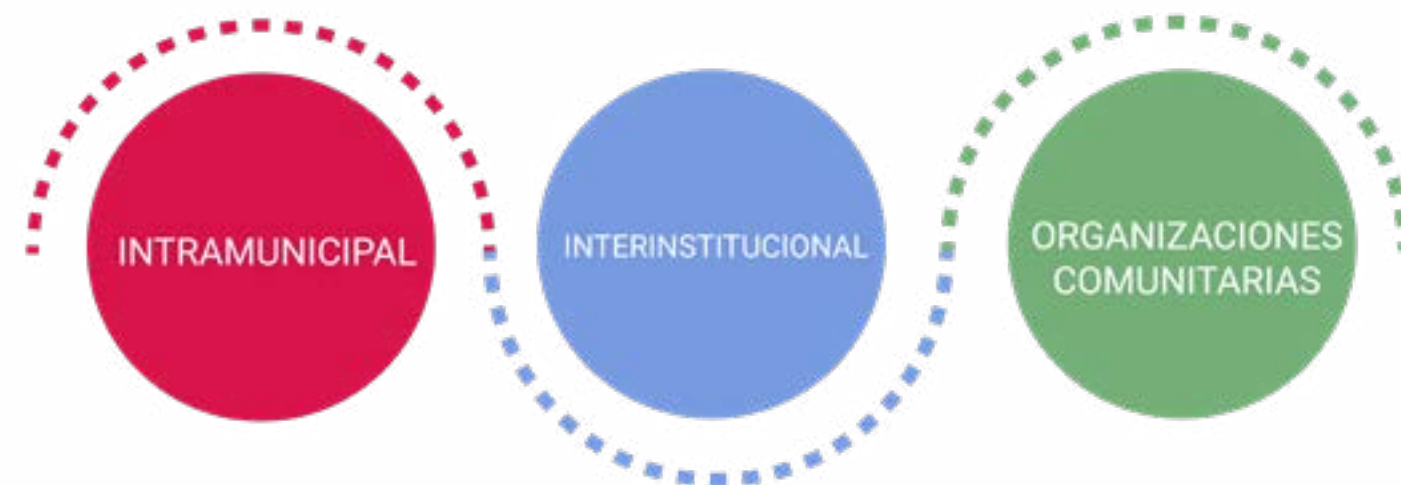 INTRAMUNICIPAL
INTERINSTITUCIONAL
ORGANIZACIONES
COMUNITARIAS